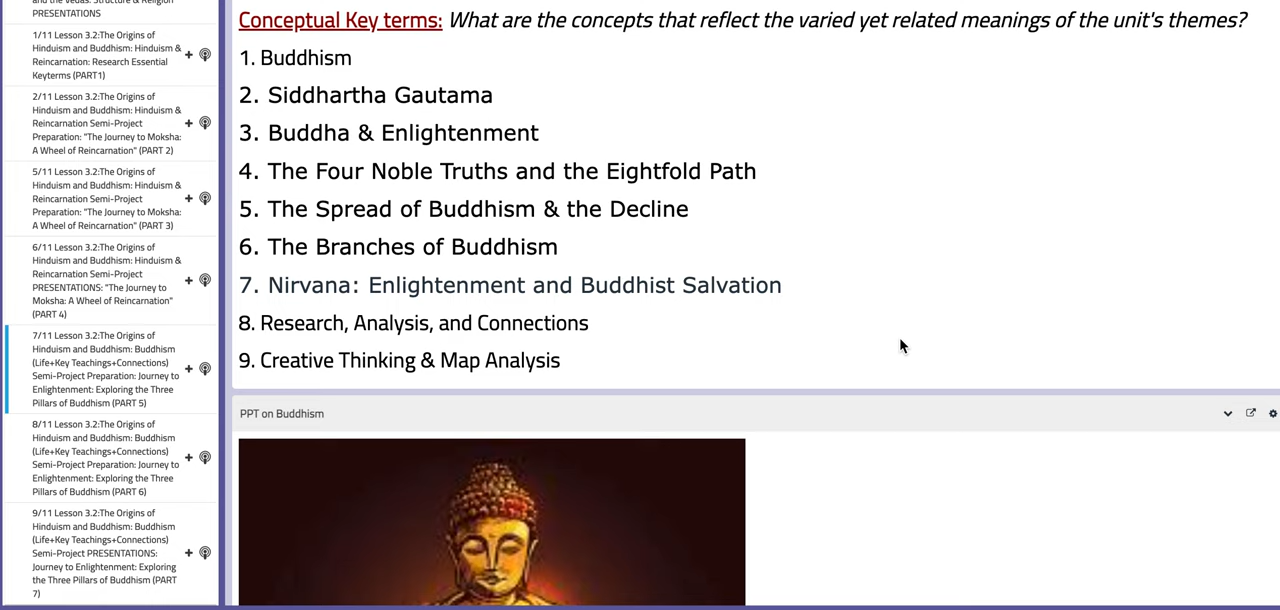 and the Vedas: Structure & Religion
PRESENTATIONS
1/11 Lesson 3.2:The Origins of
Hinduism and Buddhism: Hinduism &
Reincarnation: Research Essential
Keyterms (PART1)
2/11 Lesson 3.2:The Origins of
Hinduism and Buddhism: Hinduism &
Reincarnation Semi-Project
Preparation: "The Journey to Moksha:
A Wheel of Reincarnation" (PART 2)
5/11 Lesson 3.2:The Origins of
Hinduism and Buddhism: Hinduism &
Reincarnation Semi-Project
Preparation: "The Journey to Moksha:
A Wheel of Reincarnation" (PART 3)
6/11 Lesson 3.2:The Origins of
Hinduism and Buddhism: Hinduism &
Reincarnation Semi-Project
PRESENTATIONS: "The Journey to
Moksha: A Wheel of Reincarnation"
(PART 4)
7/11 Lesson 3.2:The Origins of
Hinduism and Buddhism: Buddhism
(Life+Key Teachings+Connections)
Semi-Project Preparation: Journey to
Enlightenment: Exploring the Three
Pillars of Buddhism (PART 5)
8/11 Lesson 3.2:The Origins of
Hinduism and Buddhism: Buddhism
(Life+Key Teachings+Connections)
Semi-Project Preparation: Journey to
Enlightenment: Exploring the Three
Pillars of Buddhism (PART 6)
9/11 Lesson 3.2:The Origins of
Hinduism and Buddhism: Buddhism
(Life+Key Teachings+Connections)
Semi-Project PRESENTATIONS:
Journey to Enlightenment: Exploring
the Three Pillars of Buddhism (PART
7)
Conceptual Key terms: What are the concepts that reflect the varied yet related meanings of the unit's themes?
1. Buddhism
2. Siddhartha Gautama
3. Buddha & Enlightenment
4. The Four Noble Truths and the Eightfold Path
5. The Spread of Buddhism & the Decline
6. The Branches of Buddhism
7. Nirvana: Enlightenment and Buddhist Salvation
8. Research, Analysis, and Connections
9. Creative Thinking & Map Analysis
PPT on Buddhism